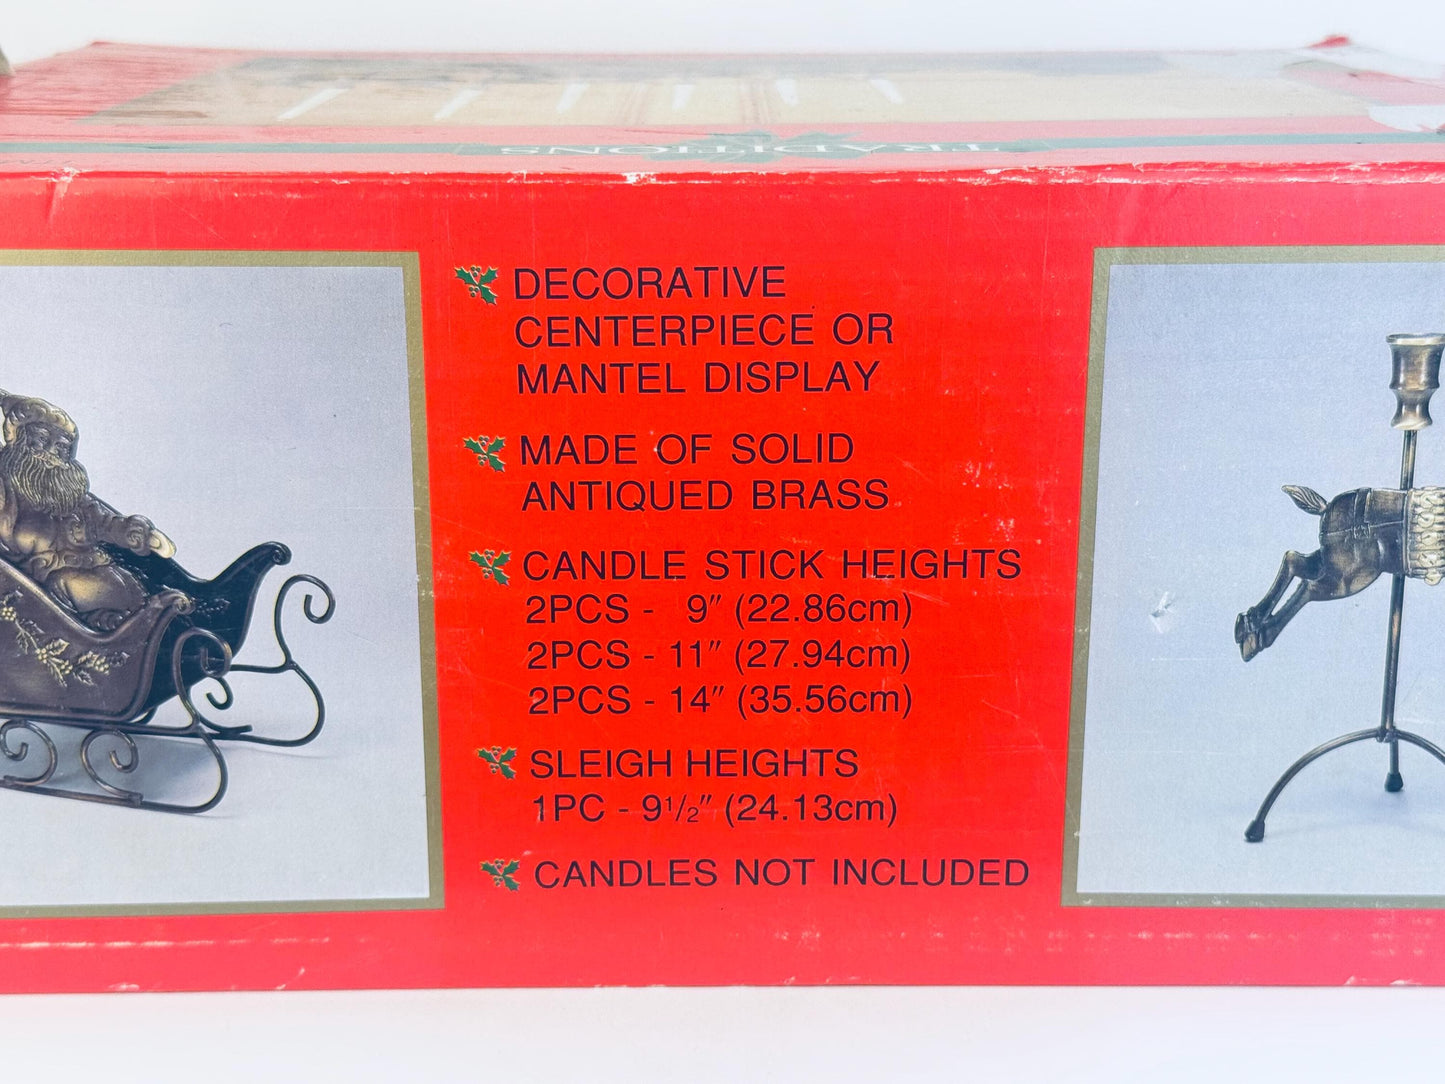 TRADITIONS
DECORATIVE
CENTERPIECE OR
MANTEL DISPLAY
MADE OF SOLID
ANTIQUED BRASS
CANDLE STICK HEIGHTS
2PCS - 9″ (22.86cm)
2PCS - 11″ (27.94cm)
2PCS - 14″ (35.56cm)
SLEIGH HEIGHTS
1PC - 9½″ (24.13cm)
CANDLES NOT INCLUDED